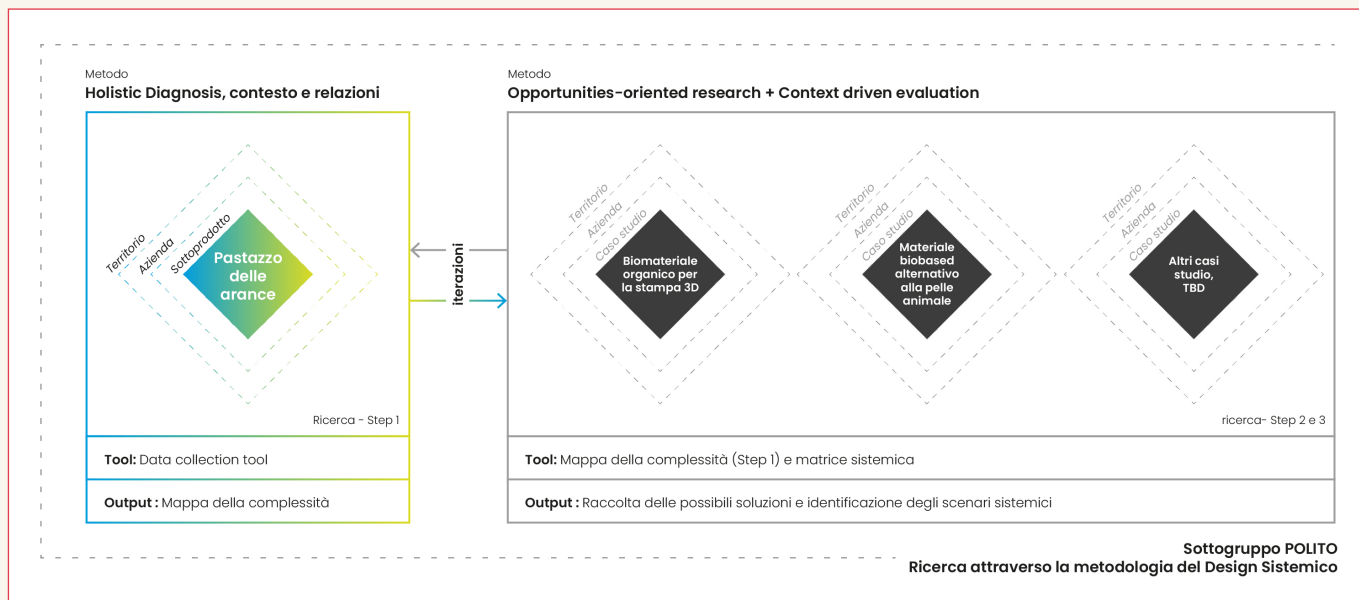 Metodo
Holistic Diagnosis, contesto e relazioni
Territorio
Azienda
Sottoprodotto
Pastazzo
delle
arance
Ricerca - Step 1
Tool: Data collection tool
Output : Mappa della complessità
iterazioni
Metodo
Opportunities-oriented research + Context driven evaluation
Territorio
Azienda
Caso studio
Biomateriale
organico per
la stampa 3D
Territorio
Azienda
Caso studio
Materiale
biobased
alternativo
alla pelle
animale
Territorio
Azienda
Caso studio
Altri casi
studio,
TBD
ricerca- Step 2 e 3
Tool: Mappa della complessità (Step 1) e matrice sistemica
Output : Raccolta delle possibili soluzioni e identificazione degli scenari sistemici
Sottogruppo POLITO
Ricerca attraverso la metodologia del Design Sistemico